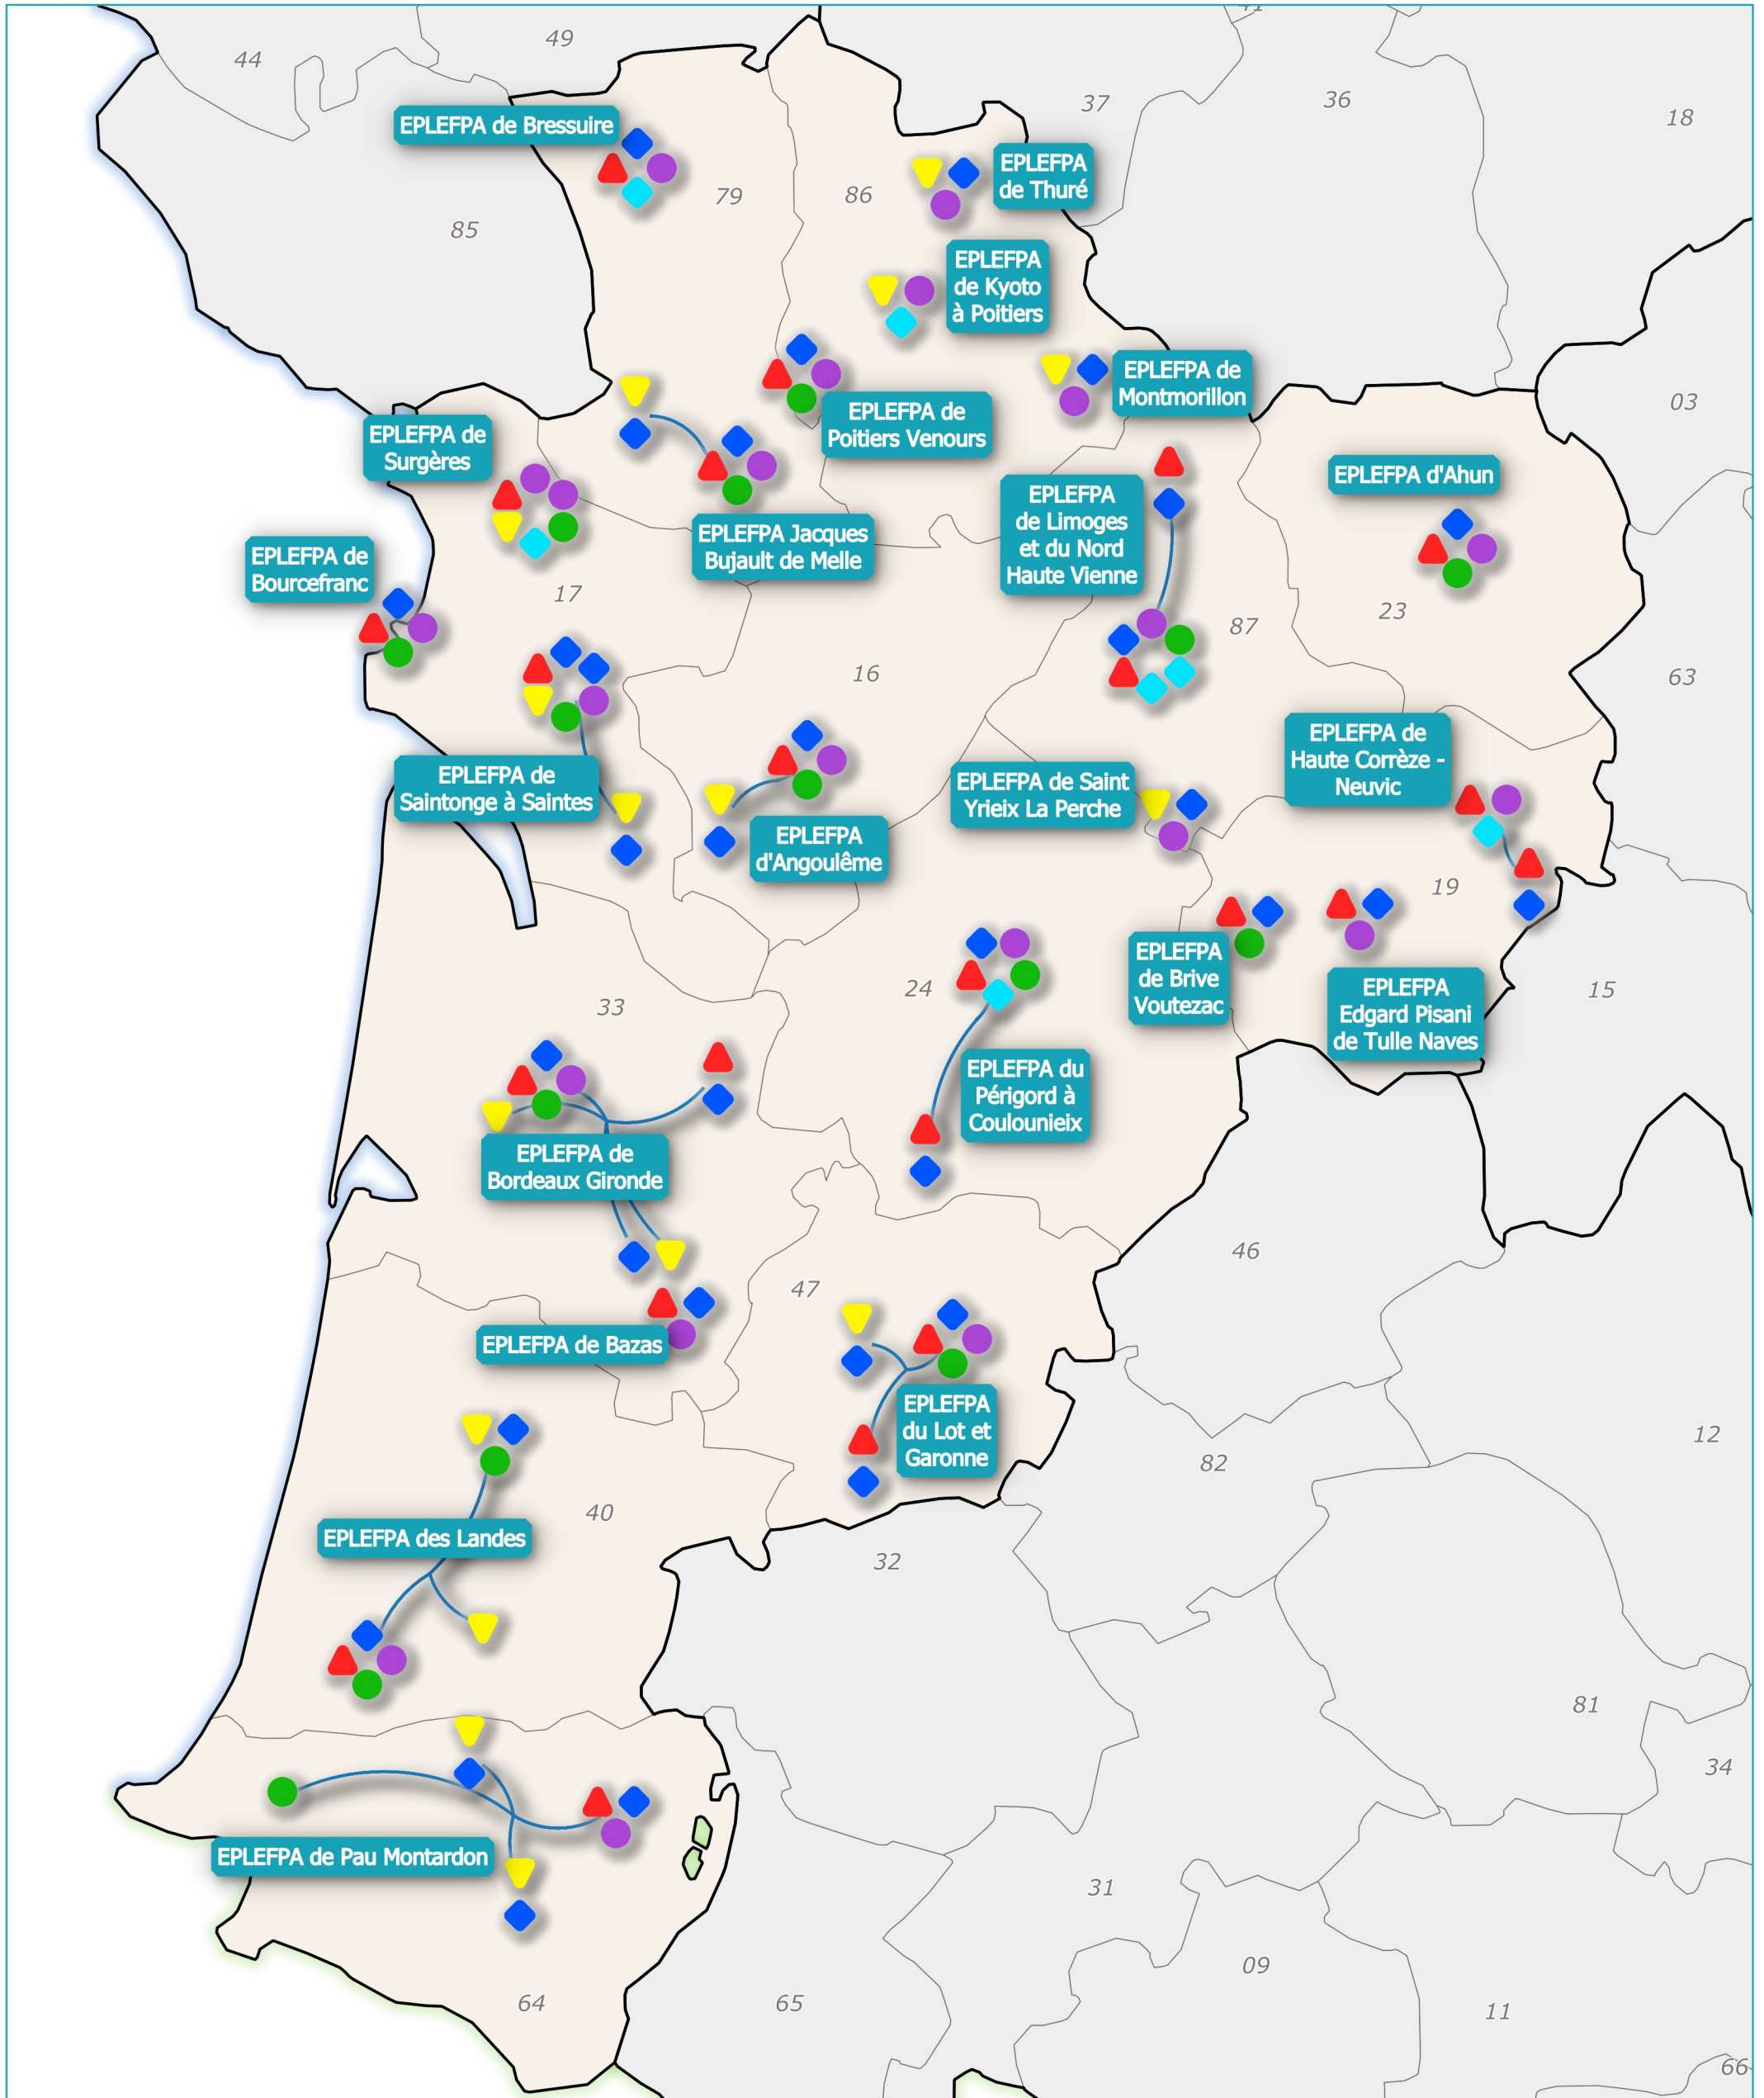 41
49
44
37
36
18
EPLEFPA de Bressuire
EPLEFPA
de Thuré
79
86
85
EPLEFPA
de Kyoto
à Poitiers
EPLEFPA de
Montmorillon
03
EPLEFPA de
Poitiers Venours
EPLEFPA de
Surgères
EPLEFPA d'Ahun
EPLEFPA
de Limoges
et du Nord
Haute Vienne
EPLEFPA Jacques
Bujault de Melle
EPLEFPA de
Bourcefranc
17
23
87
16
63
EPLEFPA de
Haute Corrèze -
Neuvic
EPLEFPA de
Saintonge à Saintes
EPLEFPA de Saint
Yrieix La Perche
EPLEFPA
d'Angoulême
19
EPLEFPA
de Brive
Voutezac
24
15
33
EPLEFPA
Edgard Pisani
de Tulle Naves
EPLEFPA du
Périgord à
Coulounieix
EPLEFPA de
Bordeaux Gironde
46
47
EPLEFPA de Bazas
EPLEFPA
du Lot et
Garonne
12
82
40
EPLEFPA des Landes
32
81
34
EPLEFPA de Pau Montardon
31
09
64
65
11
66